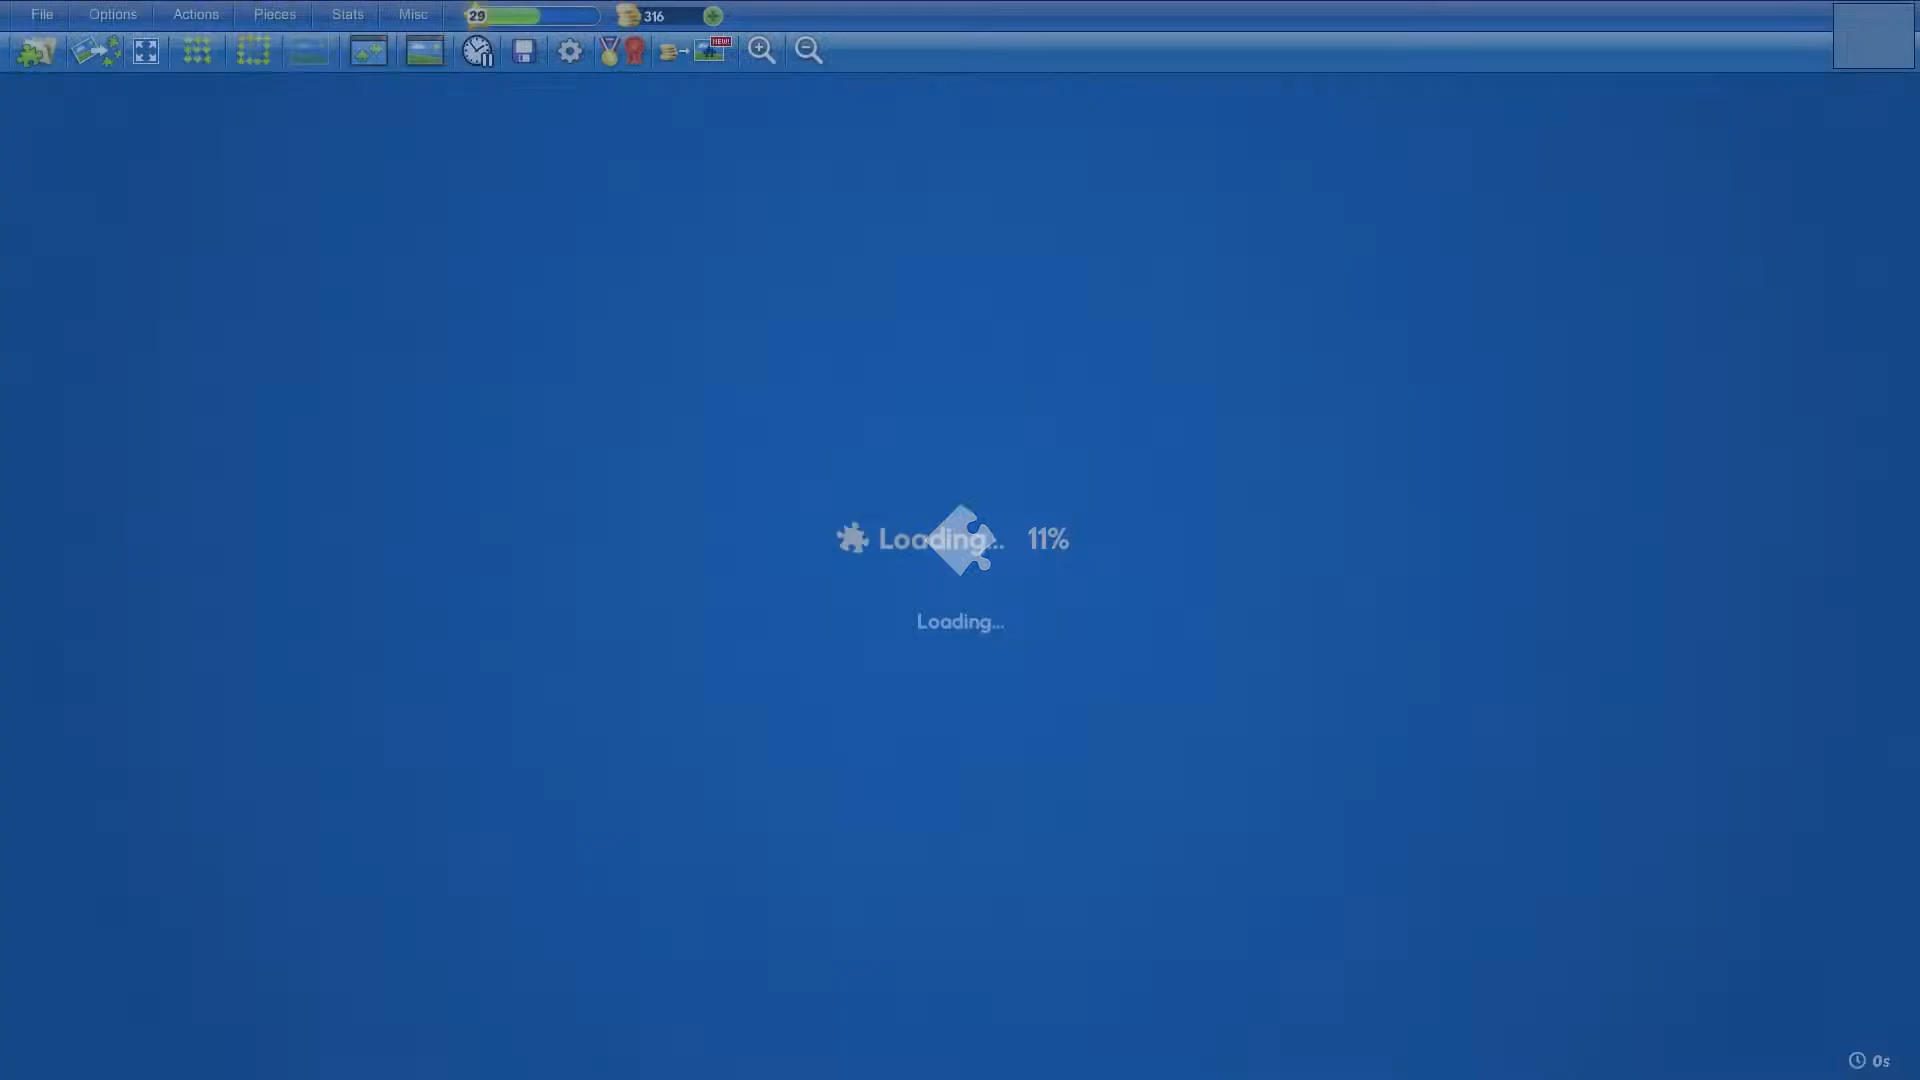 File Options Actions Pieces Stats Misc 29 316
NEW!
Loading... 11%
Loading...
0s